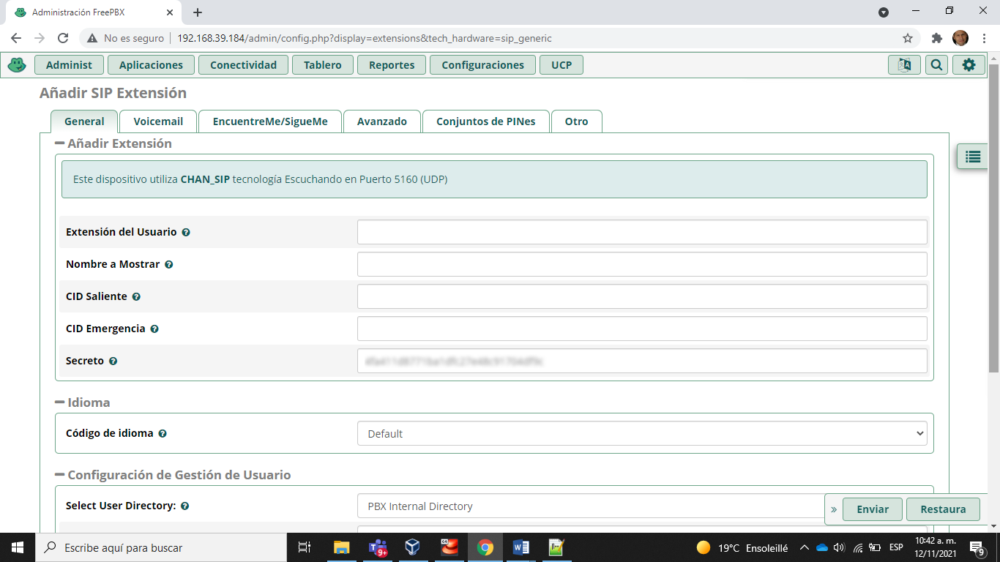 Administración FreePBX
No es seguro 192.168.39.184/admin/config.php?display=extensions&tech_hardware=sip_generic
Administ Aplicaciones Conectividad Tablero Reportes Configuraciones UCP
Añadir SIP Extensión
General Voicemail EncuentreMe/SigueMe Avanzado Conjuntos de PINes Otro
Añadir Extensión
Este dispositivo utiliza CHAN_SIP tecnología Escuchando en Puerto 5160 (UDP)
Extensión del Usuario
Nombre a Mostrar
CID Saliente
CID Emergencia
Secreto
Idioma
Código de idioma Default
Configuración de Gestión de Usuario
Select User Directory: PBX Internal Directory
» Enviar Restaura
Escribe aquí para buscar 9+ 64 19°C Ensoleillé ESP 10:42 a. m.
12/11/2021 9